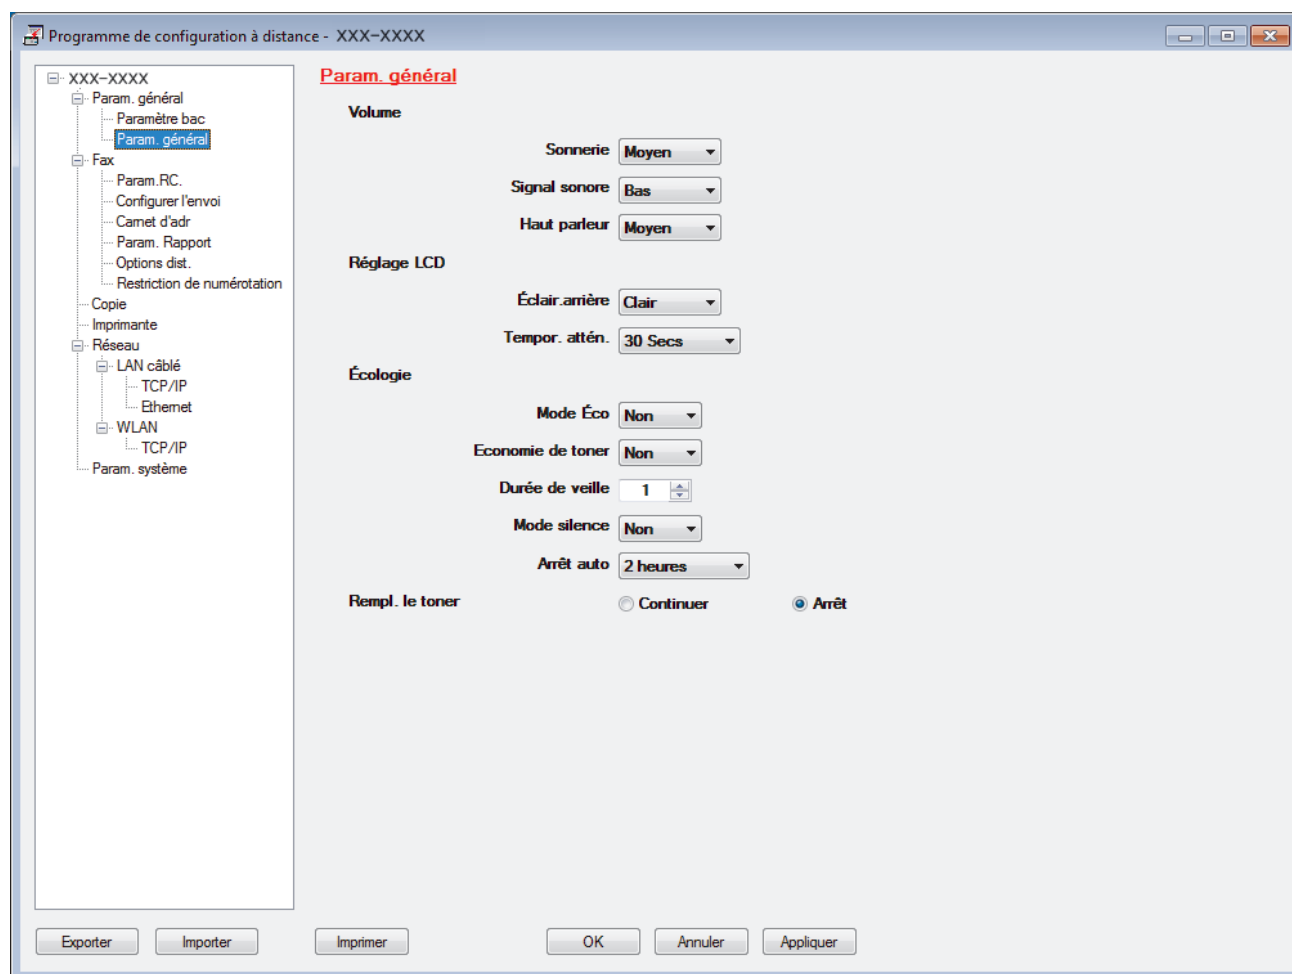 Programme de configuration à distance - XXX-XXXX
XXX-XXXX
Param. général
Paramètre bac
Param. général
Fax
Param.RC.
Configurer l'envoi
Carnet d'adr
Param. Rapport
Options dist.
Restriction de numérotation
Copie
Imprimante
Réseau
LAN câblé
TCP/IP
Ethernet
WLAN
TCP/IP
Param. système
Param. général
Volume
Sonnerie Moyen
Signal sonore Bas
Haut parleur Moyen
Réglage LCD
Éclair.arrière Clair
Tempor. attén. 30 Secs
Écologie
Mode Éco Non
Economie de toner Non
Durée de veille 1
Mode silence Non
Arrêt auto 2 heures
Rempl. le toner Continuer Arrêt
Exporter Importer Imprimer OK Annuler Appliquer